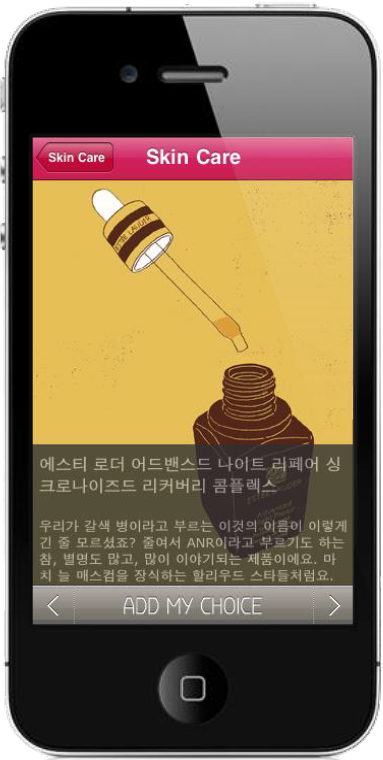 Skin Care
Skin Care
ESTEE LAUDER
에스티 로더 어드밴스드 나이트 리페어 싱
크로나이즈드 리커버리 콤플렉스
우리가 갈색 병이라고 부르는 이것의 이름이 이렇게
긴 줄 모르셨죠? 줄여서 ANR이라고 부르기도 하는
참, 별명도 많고, 많이 이야기되는 제품이에요. 마
치 늘 매스컴을 장식하는 할리우드 스타들처럼요.
ADD MY CHOICE